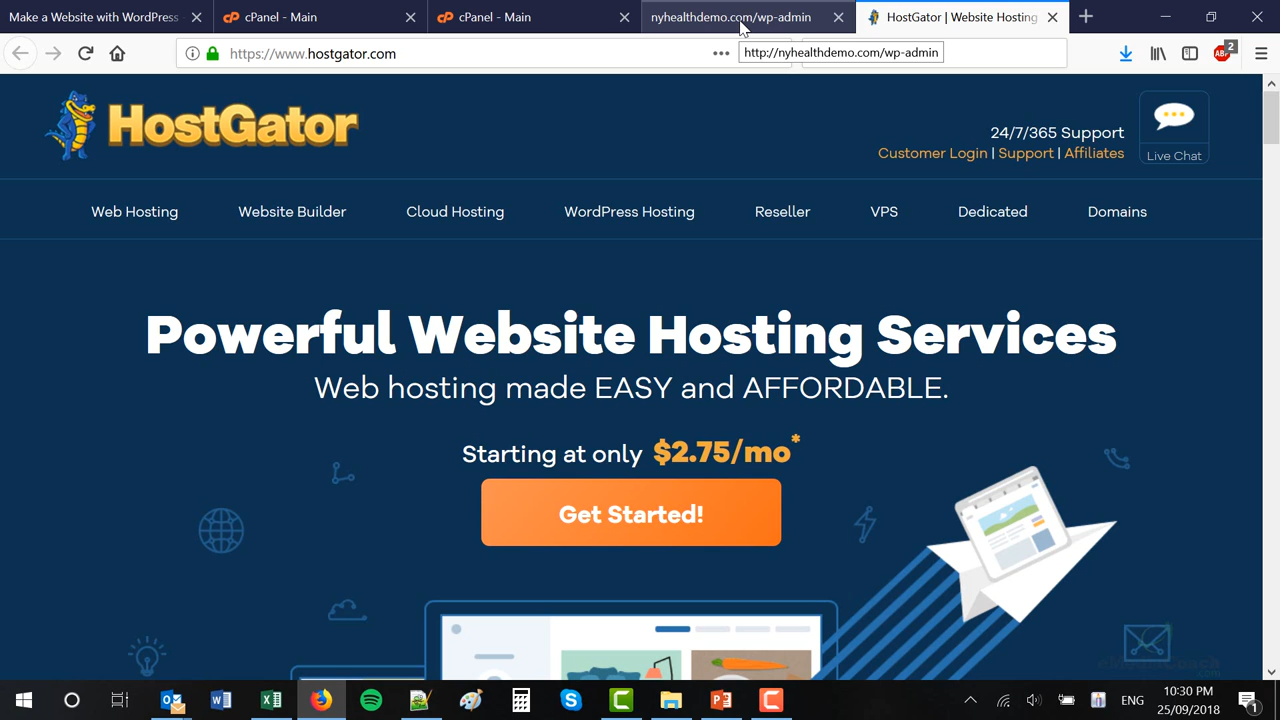 Make a Website with WordPress
cPanel - Main
cPanel - Main
nyhealthdemo.com/wp-admin
HostGator | Website Hosting
https://www.hostgator.com
http://nyhealthdemo.com/wp-admin
ABP
2
HostGator
24/7/365 Support
Customer Login | Support | Affiliates
Live Chat
Web Hosting
Website Builder
Cloud Hosting
WordPress Hosting
Reseller
VPS
Dedicated
Domains
Powerful Website Hosting Services
Web hosting made EASY and AFFORDABLE.
Starting at only $2.75/mo*
Get Started!
ENG
10:30 PM
25/09/2018
1